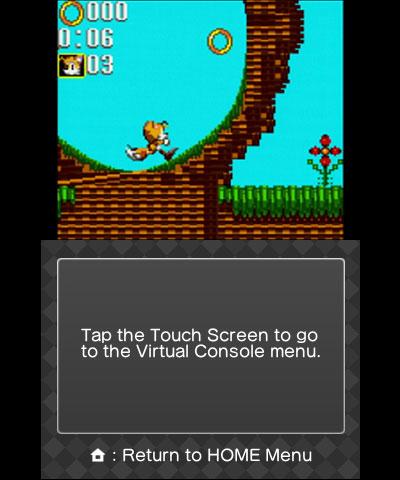 000
0:06
03
Tap the Touch Screen to go
to the Virtual Console menu.
: Return to HOME Menu